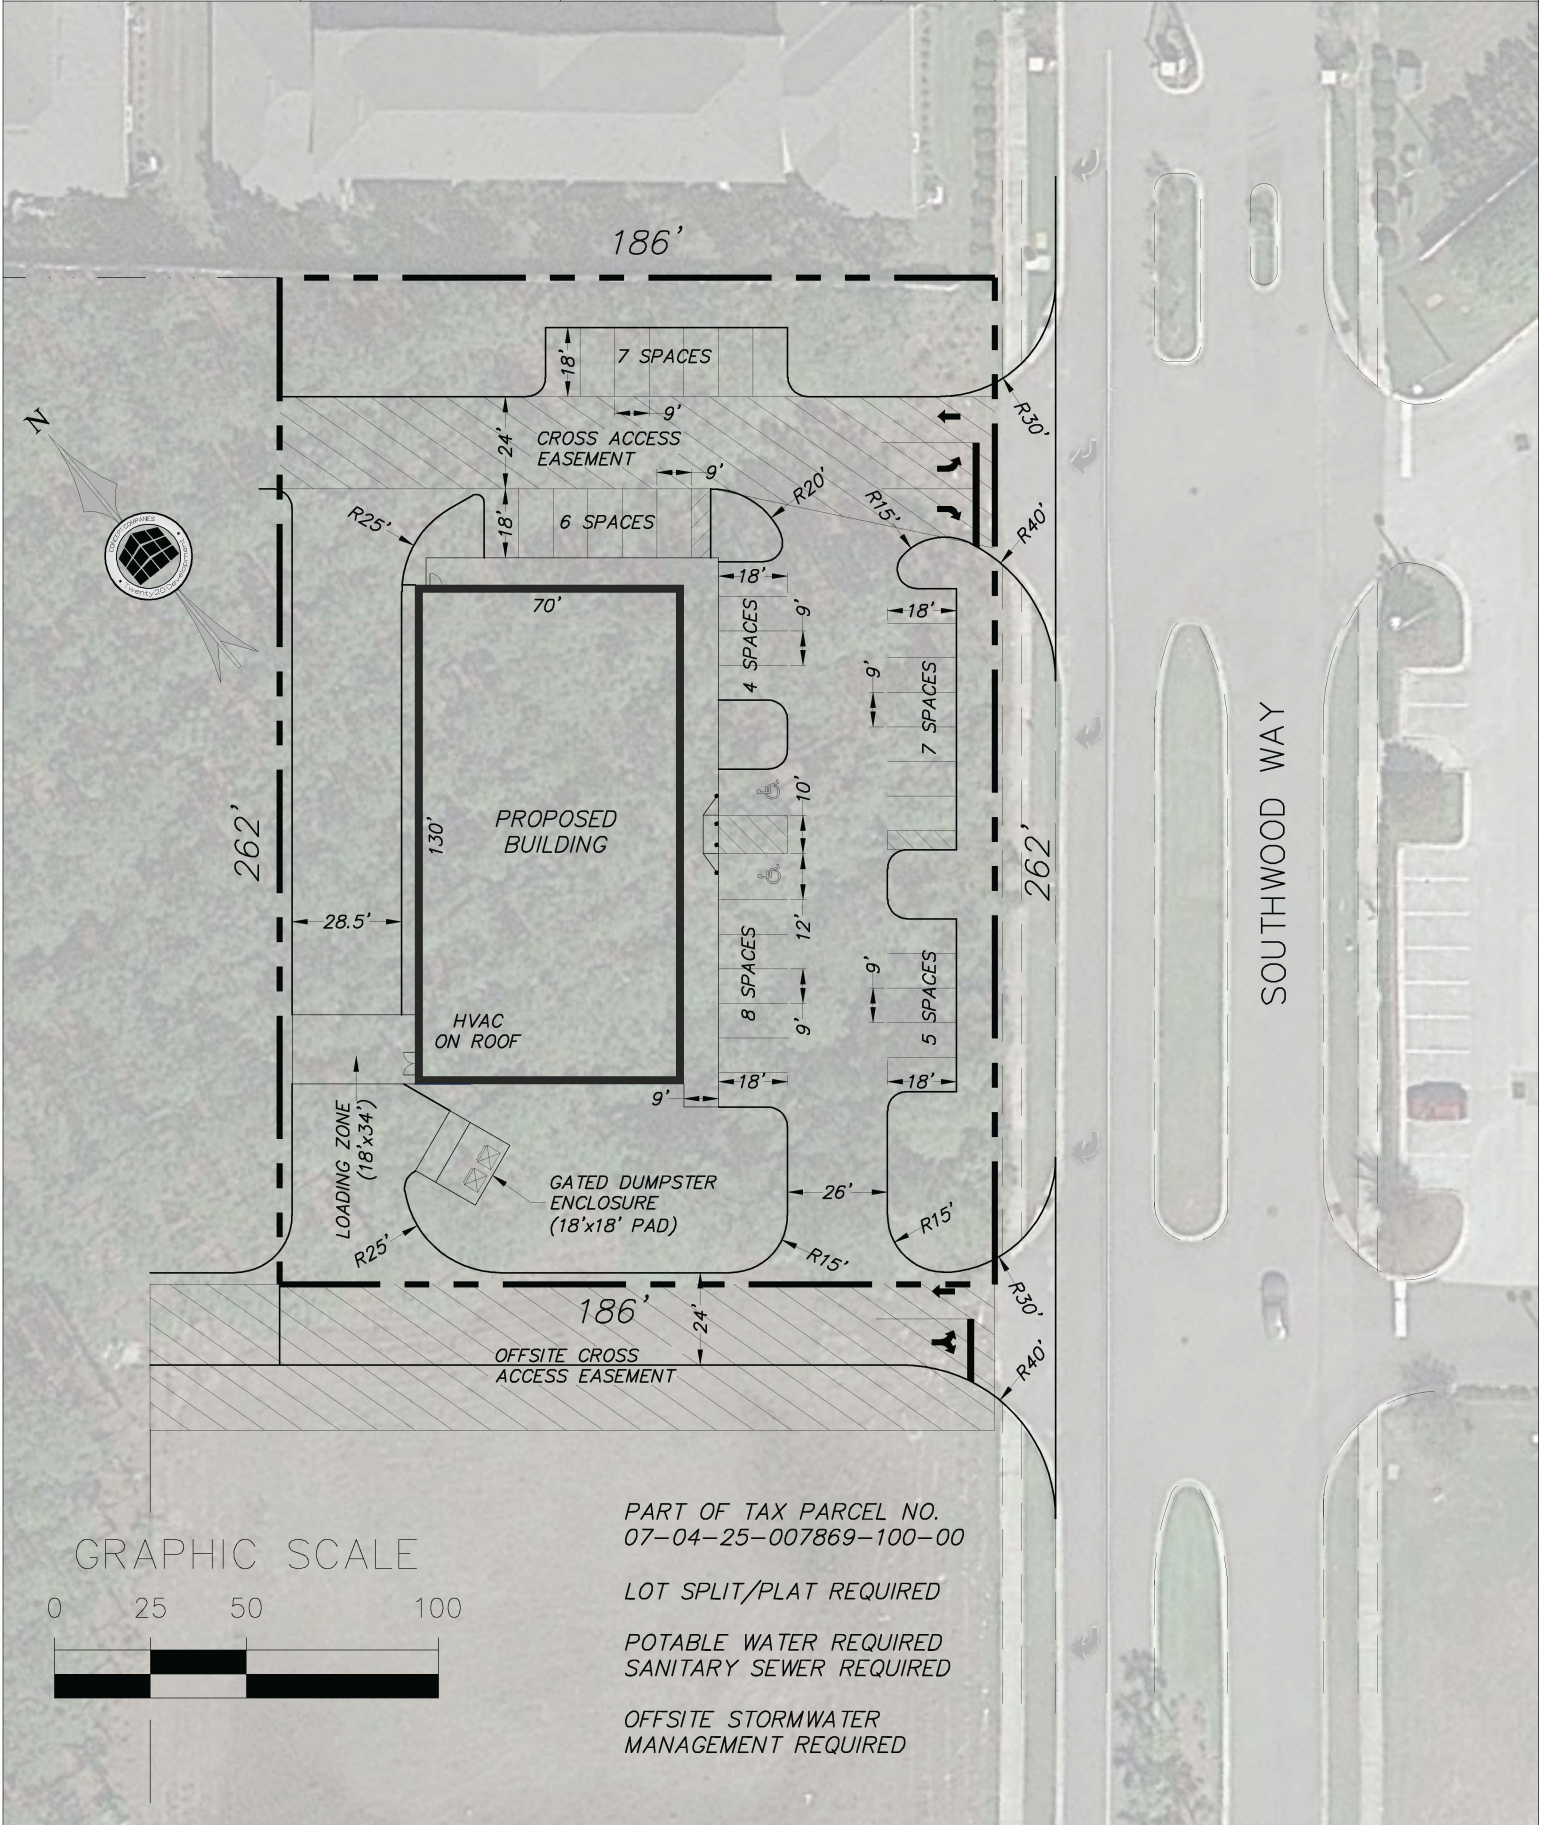 186'
18'
7 SPACES
9'
R30'
24'
CROSS ACCESS
EASEMENT
N
9'
R20'
R15'
R40'
R25'
18'
6 SPACES
CONCEPT COMPANIES
Twenty20 Development
18'
70'
4 SPACES
9'
18'
9'
7 SPACES
SOUTHWOOD WAY
262'
130'
PROPOSED
BUILDING
10'
262'
28.5'
12'
8 SPACES
9'
9'
5 SPACES
HVAC
ON ROOF
18'
18'
9'
LOADING ZONE
(18'x34')
GATED DUMPSTER
ENCLOSURE
(18'x18' PAD)
26'
R15'
R25'
R15'
186'
24'
R30'
OFFSITE CROSS
ACCESS EASEMENT
R40'
PART OF TAX PARCEL NO.
07-04-25-007869-100-00
LOT SPLIT/PLAT REQUIRED
POTABLE WATER REQUIRED
SANITARY SEWER REQUIRED
OFFSITE STORMWATER
MANAGEMENT REQUIRED
GRAPHIC SCALE
0 25 50 100